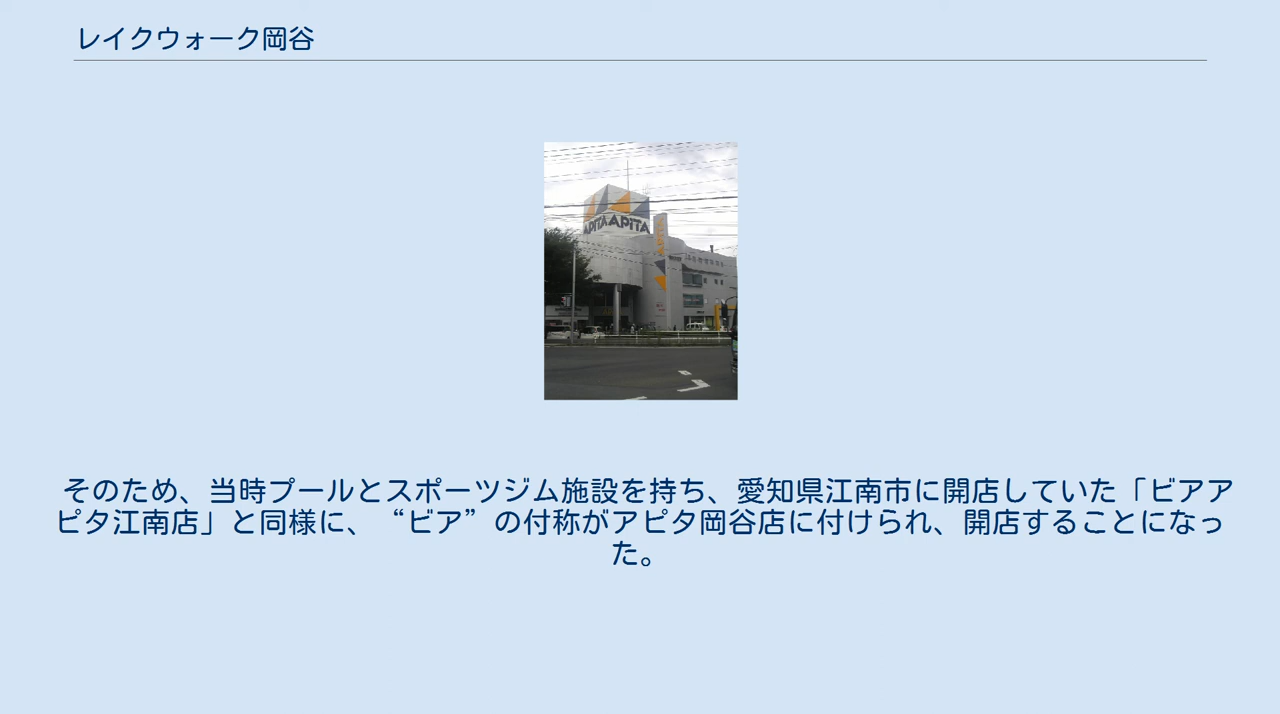 レイクウォーク岡谷
APITA APITA
そのため、当時プールとスポーツジム施設を持ち、愛知県江南市に開店していた「ビアア
ピタ江南店」と同様に、“ビア”の付称がアピタ岡谷店に付けられ、開店することになっ
た。